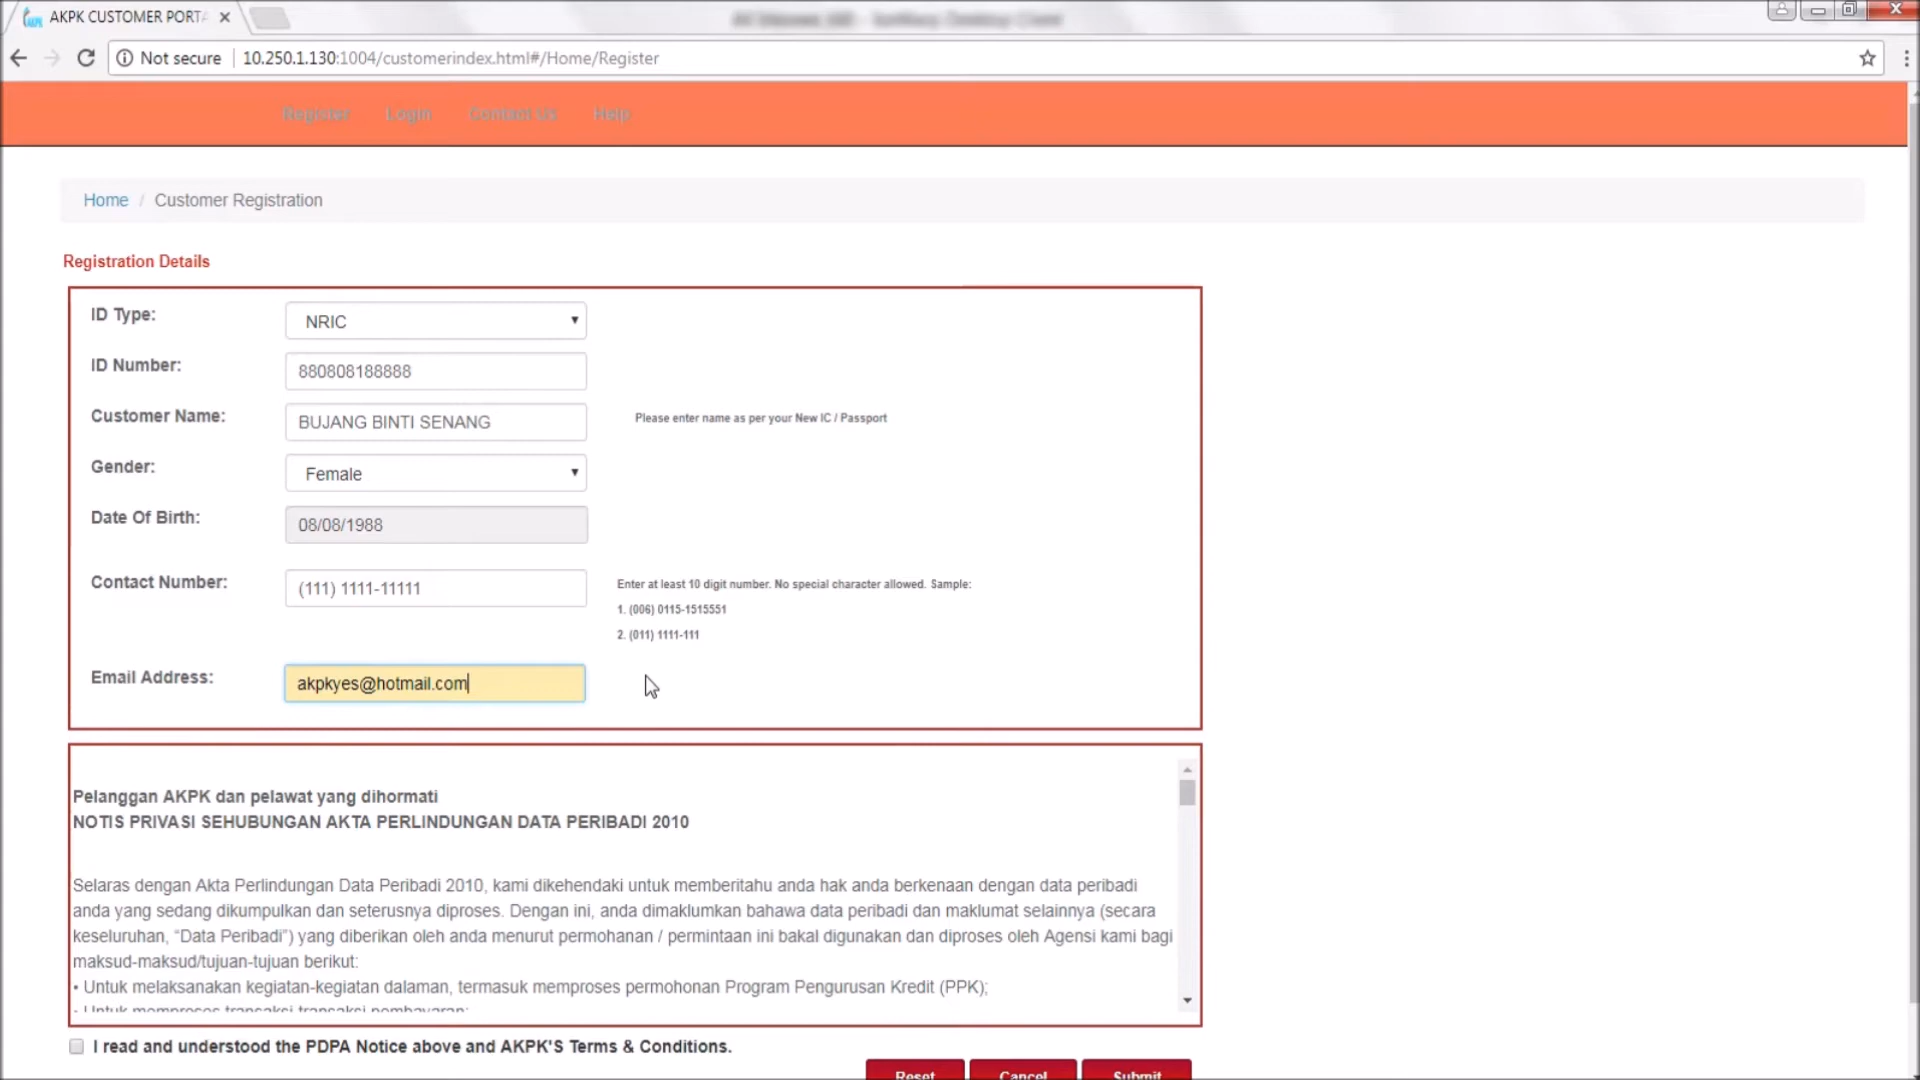 AKPK CUSTOMER PORTA
Not secure
10.250.1.130:1004/customerindex.html#/Home/Register
Register Login Contact Us Help
Home / Customer Registration
Registration Details
ID Type: NRIC
ID Number: 880808188888
Customer Name: BUJANG BINTI SENANG Please enter name as per your New IC / Passport
Gender: Female
Date Of Birth: 08/08/1988
Contact Number: (111) 1111-11111 Enter at least 10 digit number. No special character allowed. Sample:
1. (006) 0115-1515551
2. (011) 1111-111
Email Address: akpkyes@hotmail.com
Pelanggan AKPK dan pelawat yang dihormati
NOTIS PRIVASI SEHUBUNGAN AKTA PERLINDUNGAN DATA PERIBADI 2010
Selaras dengan Akta Perlindungan Data Peribadi 2010, kami dikehendaki untuk memberitahu anda hak anda berkenaan dengan data peribadi
anda yang sedang dikumpulkan dan seterusnya diproses. Dengan ini, anda dimaklumkan bahawa data peribadi dan maklumat selainnya (secara
keseluruhan, “Data Peribadi”) yang diberikan oleh anda menurut permohonan / permintaan ini bakal digunakan dan diproses oleh Agensi kami bagi
maksud-maksud/tujuan-tujuan berikut:
• Untuk melaksanakan kegiatan-kegiatan dalaman, termasuk memproses permohonan Program Pengurusan Kredit (PPK);
• Untuk memproses transaksi transaksi pembayaran;
I read and understood the PDPA Notice above and AKPK'S Terms & Conditions.
Reset Cancel Submit